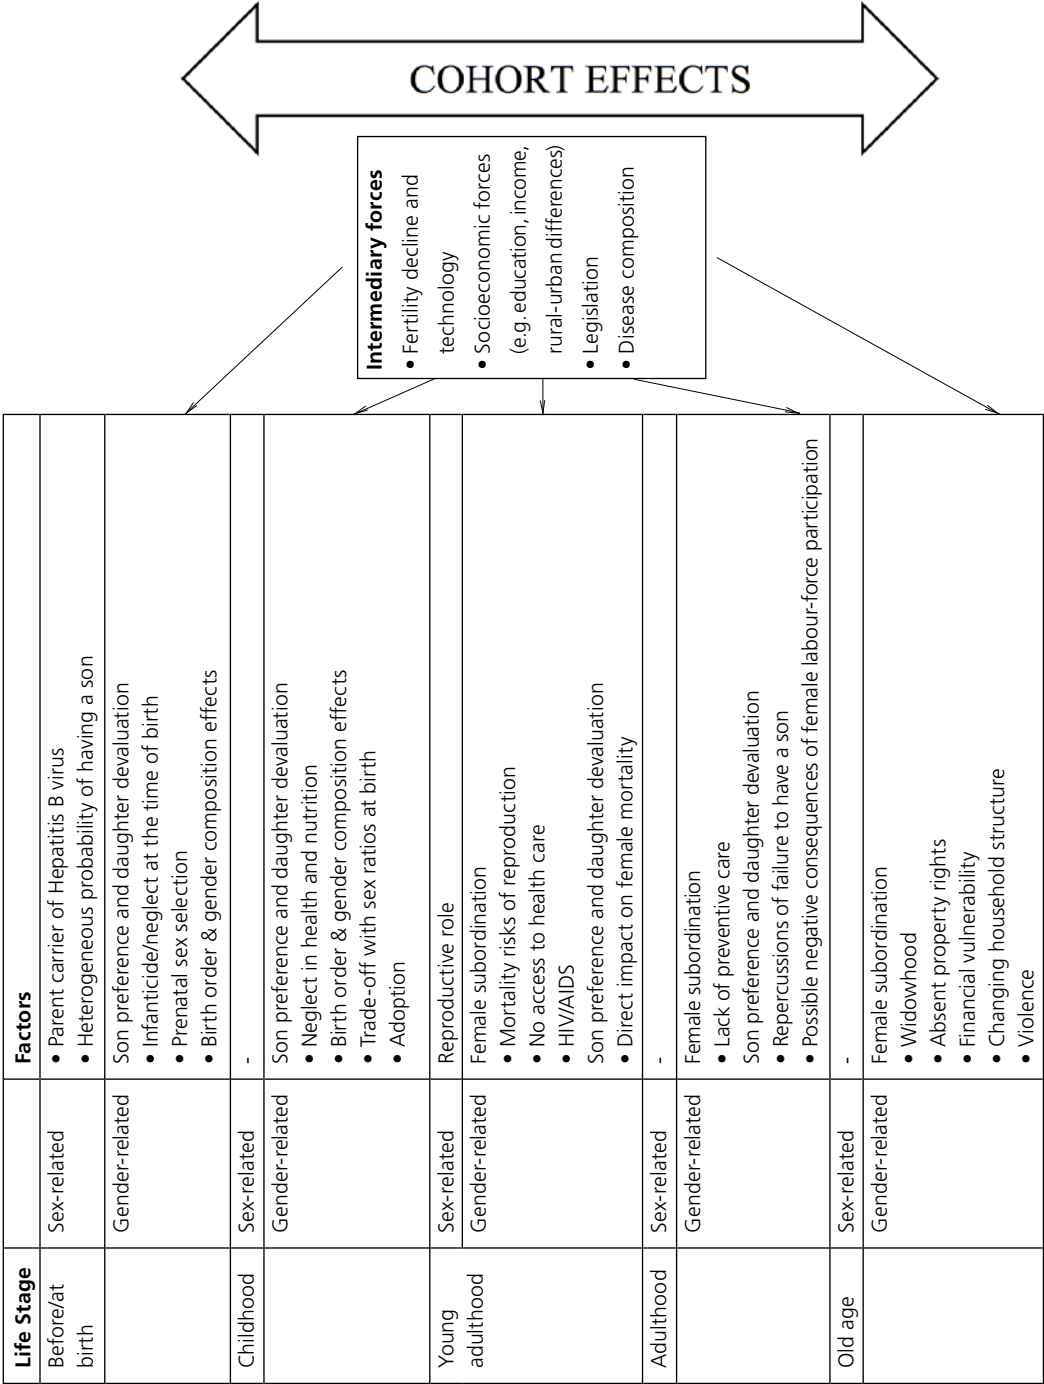 Life Stage
Factors
Before/at
birth
Sex-related
• Parent carrier of Hepatitis B virus
• Heterogeneous probability of having a son
Gender-related
Son preference and daughter devaluation
• Infanticide/neglect at the time of birth
• Prenatal sex selection
• Birth order & gender composition effects
Childhood
Sex-related
-
Gender-related
Son preference and daughter devaluation
• Neglect in health and nutrition
• Birth order & gender composition effects
• Trade-off with sex ratios at birth
• Adoption
Young
adulthood
Sex-related
Reproductive role
Gender-related
Female subordination
• Mortality risks of reproduction
• No access to health care
• HIV/AIDS
Son preference and daughter devaluation
• Direct impact on female mortality
Adulthood
Sex-related
-
Gender-related
Female subordination
• Lack of preventive care
Son preference and daughter devaluation
• Repercussions of failure to have a son
• Possible negative consequences of female labour-force participation
Old age
Sex-related
-
Gender-related
Female subordination
• Widowhood
• Absent property rights
• Financial vulnerability
• Changing household structure
• Violence
Intermediary forces
• Fertility decline and
technology
• Socioeconomic forces
(e.g. education, income,
rural-urban differences)
• Legislation
• Disease composition
COHORT EFFECTS